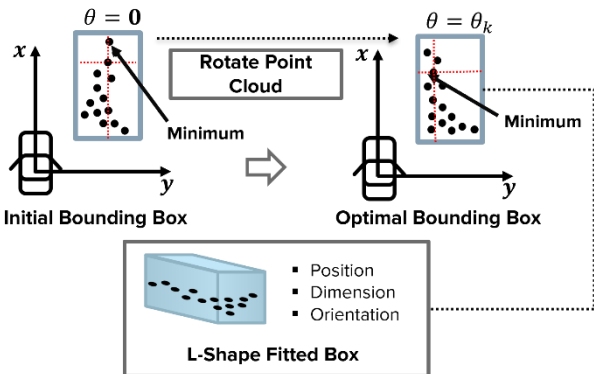 θ = 0
θ = θₖ
x
x
Rotate Point
Cloud
Minimum
Minimum
y
y
Initial Bounding Box
Optimal Bounding Box
▪ Position
▪ Dimension
▪ Orientation
L-Shape Fitted Box